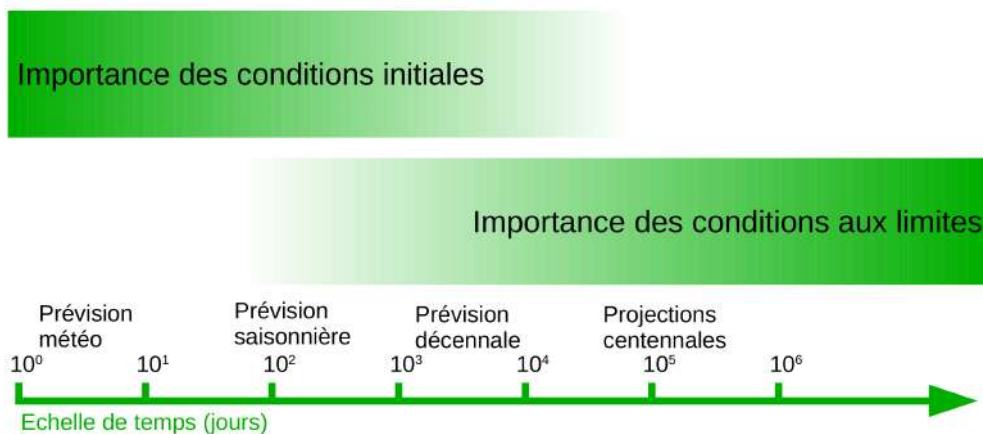 Importance des conditions initiales
Importance des conditions aux limites
Prévision météo
Prévision saisonnière
Prévision décennale
Projections centennales
10⁰ 10¹ 10² 10³ 10⁴ 10⁵ 10⁶
Echelle de temps (jours)